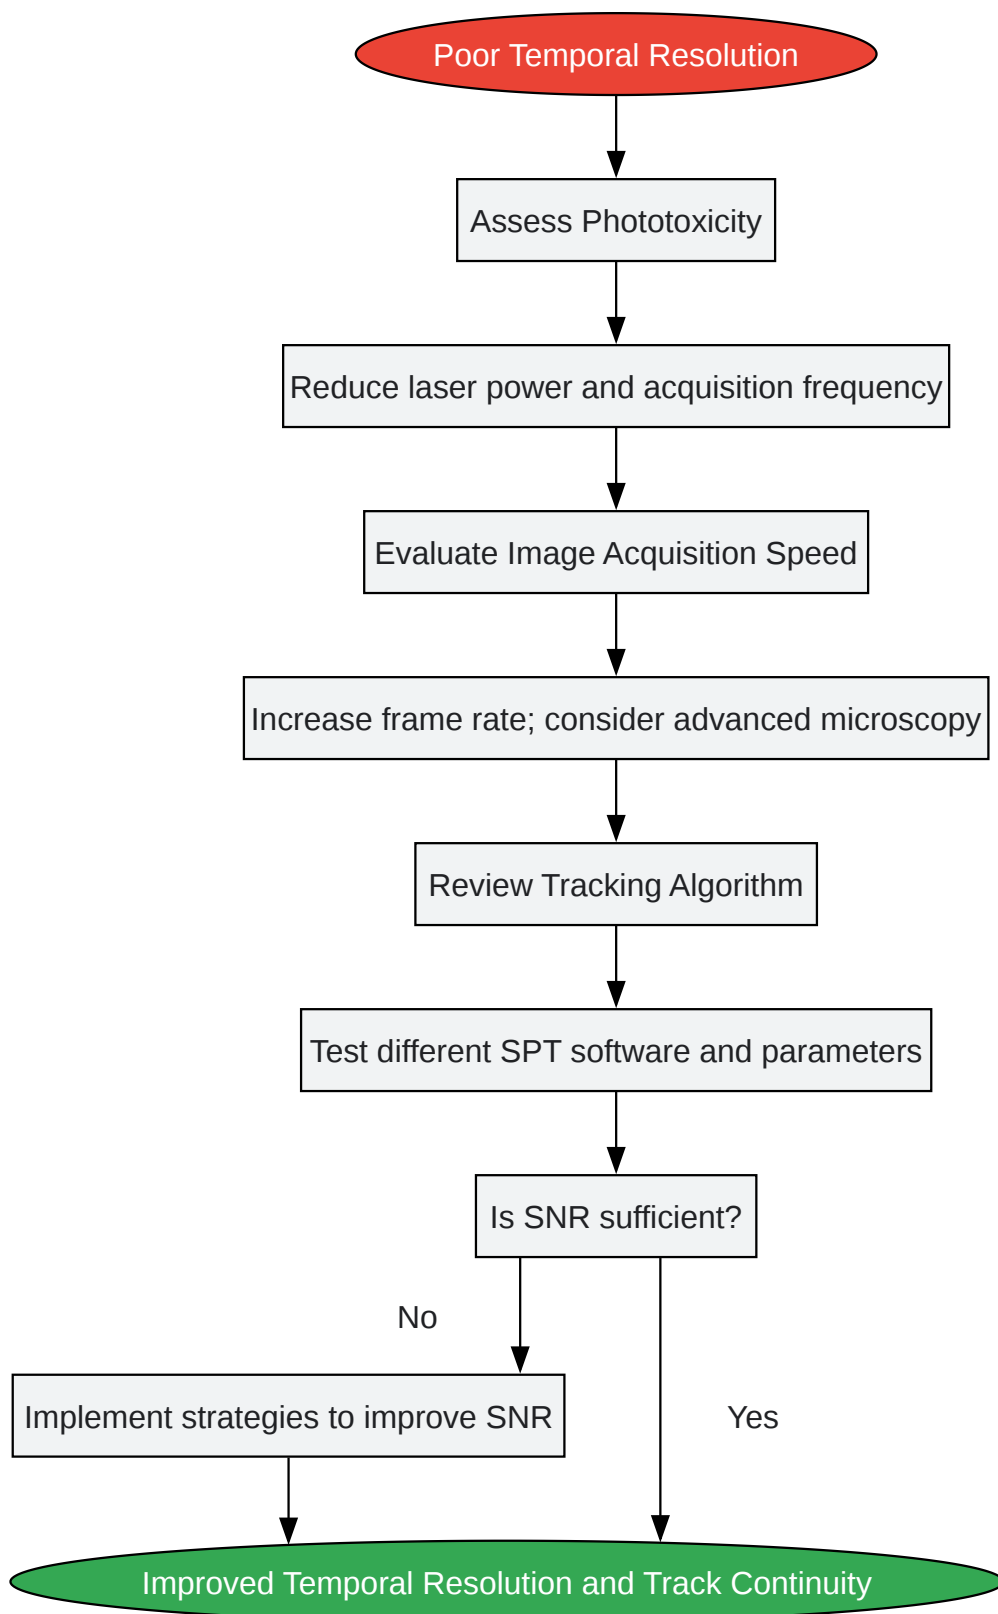 Poor Temporal Resolution
Assess Phototoxicity
Reduce laser power and acquisition frequency
Evaluate Image Acquisition Speed
Increase frame rate; consider advanced microscopy
Review Tracking Algorithm
Test different SPT software and parameters
Is SNR sufficient?
No
Implement strategies to improve SNR
Yes
Improved Temporal Resolution and Track Continuity